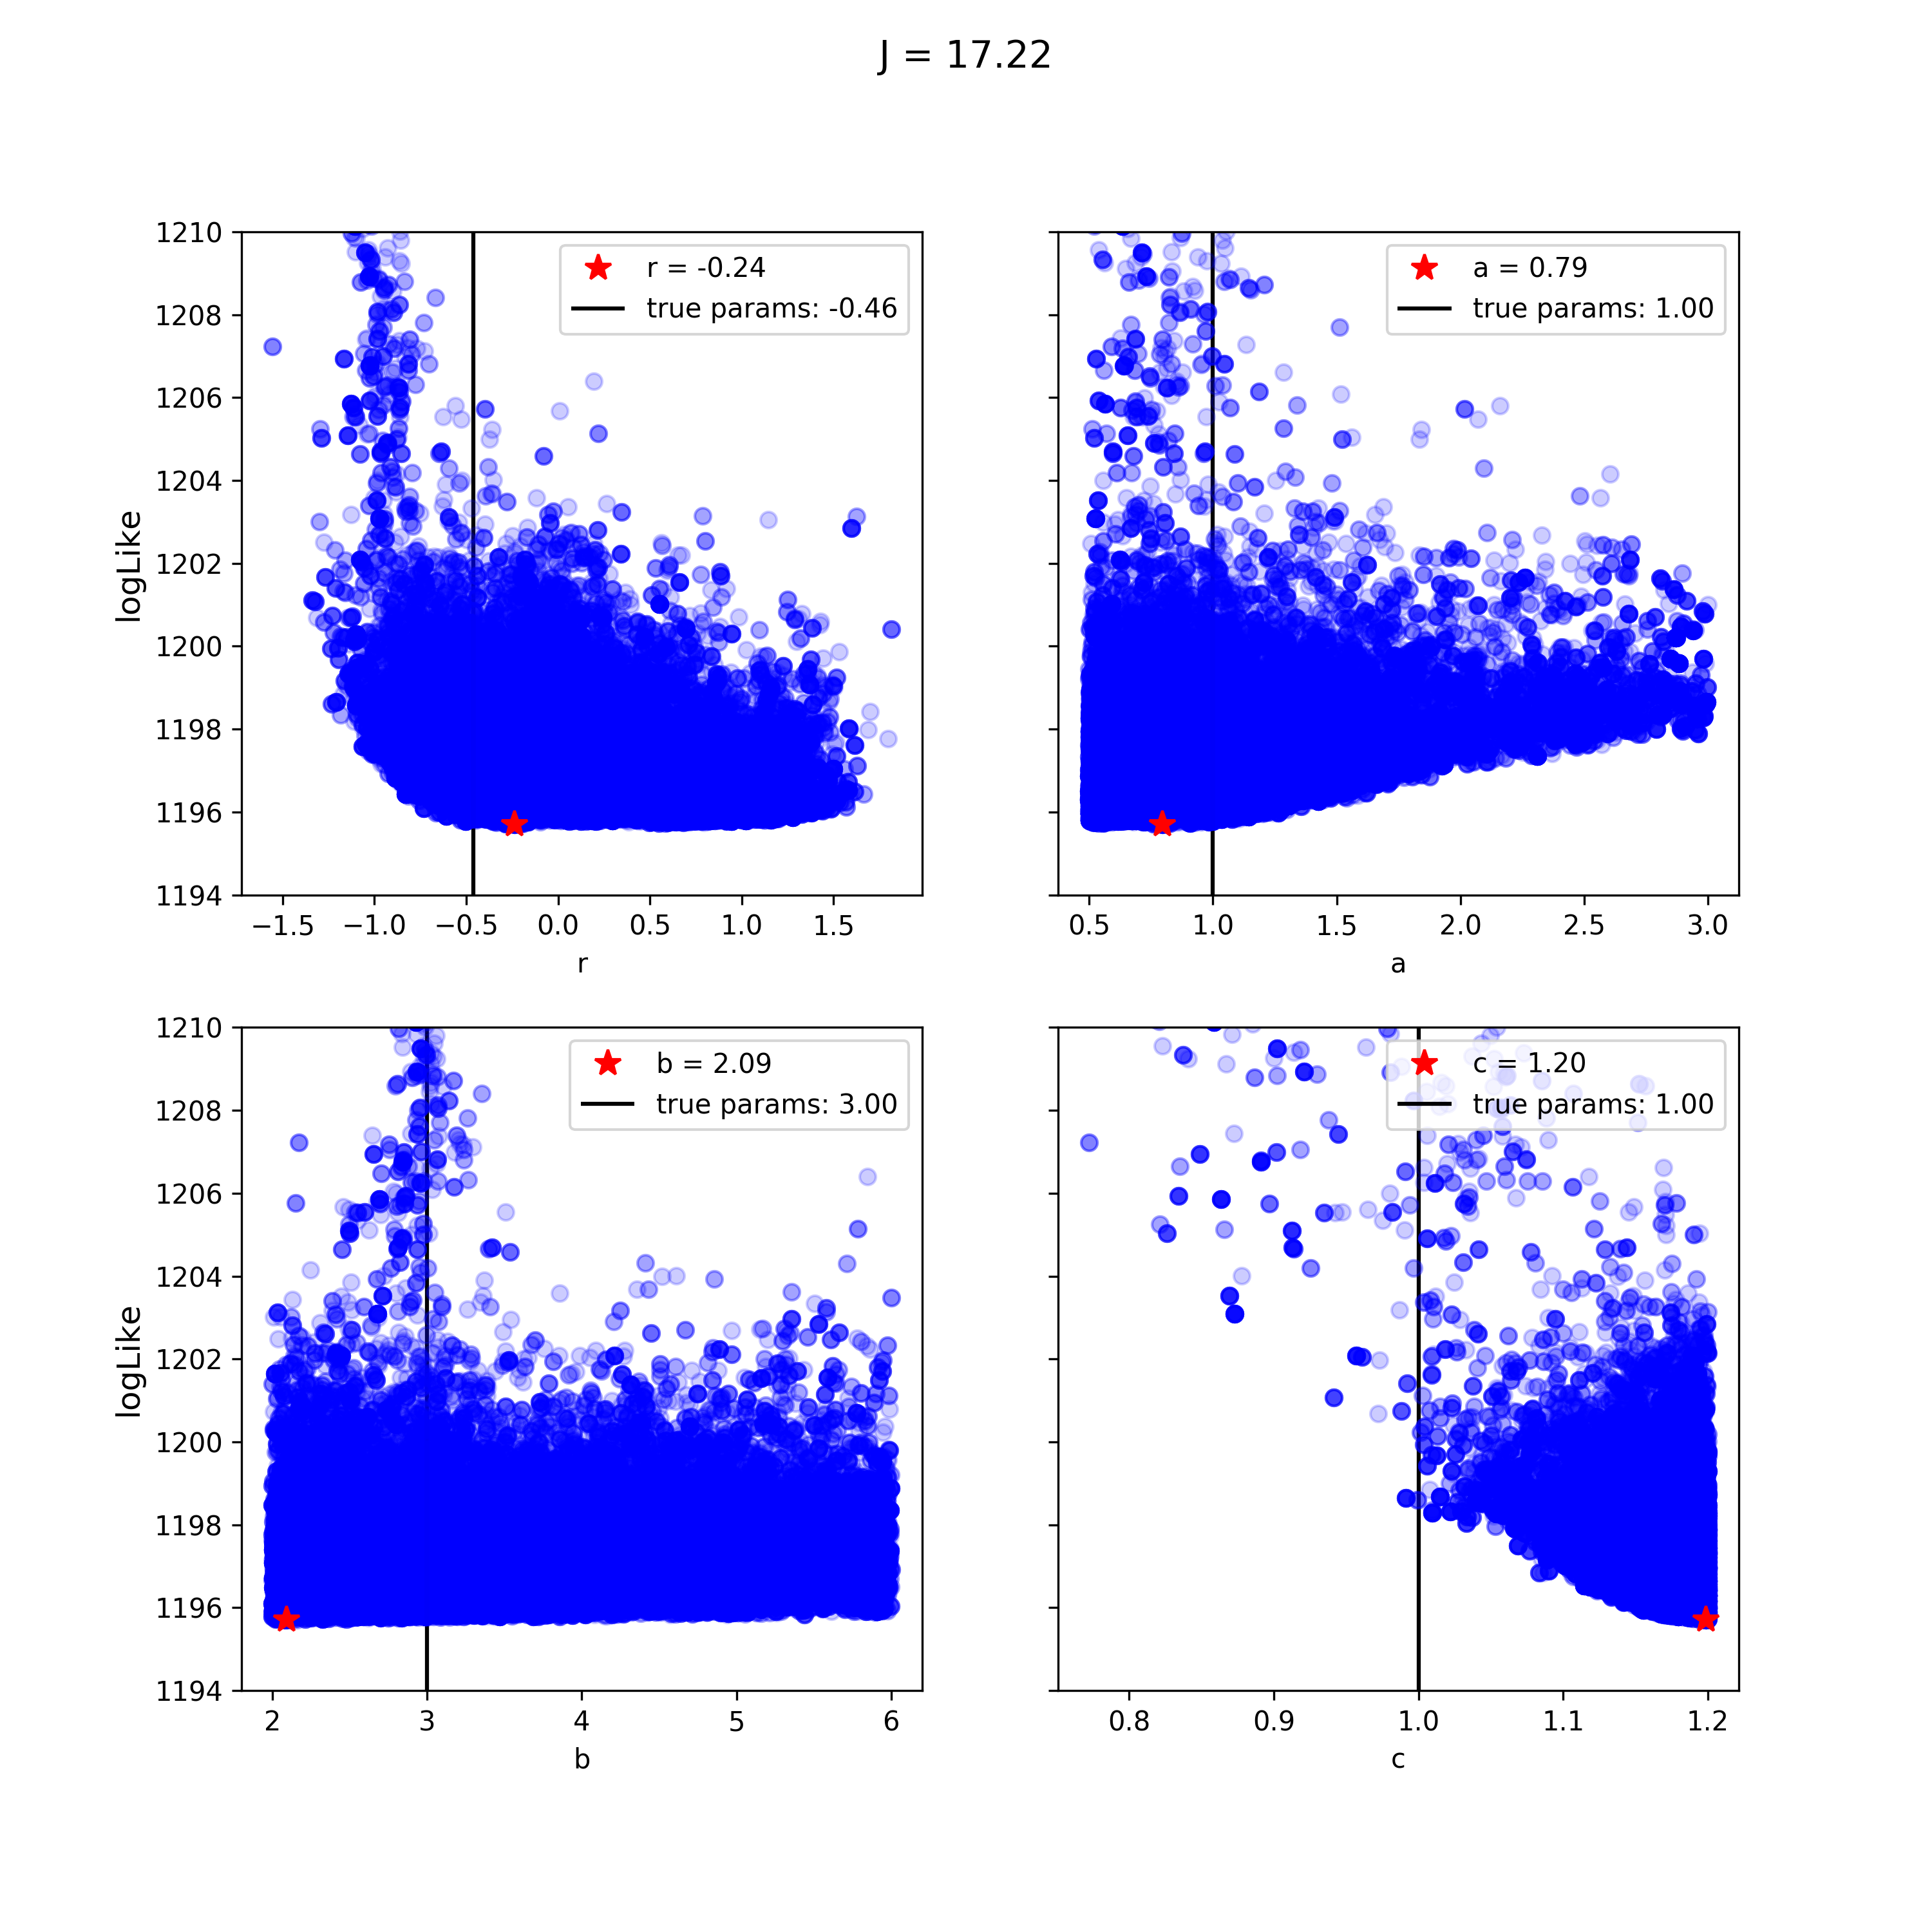 J = 17.22
1210
1208
1206
1204
1202
1200
1198
1196
1194
logLike
r = -0.24
true params: -0.46
−1.5 −1.0 −0.5 0.0 0.5 1.0 1.5
r
a = 0.79
true params: 1.00
0.5 1.0 1.5 2.0 2.5 3.0
a
1210
1208
1206
1204
1202
1200
1198
1196
1194
logLike
b = 2.09
true params: 3.00
2 3 4 5 6
b
c = 1.20
true params: 1.00
0.8 0.9 1.0 1.1 1.2
c